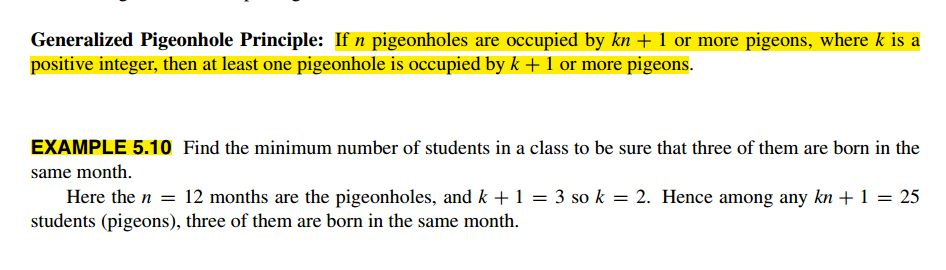 Generalized Pigeonhole Principle: If n pigeonholes are occupied by kn + 1 or more pigeons, where k is a
positive integer, then at least one pigeonhole is occupied by k + 1 or more pigeons.
EXAMPLE 5.10 Find the minimum number of students in a class to be sure that three of them are born in the
same month.
Here the n = 12 months are the pigeonholes, and k + 1 = 3 so k = 2. Hence among any kn + 1 = 25
students (pigeons), three of them are born in the same month.